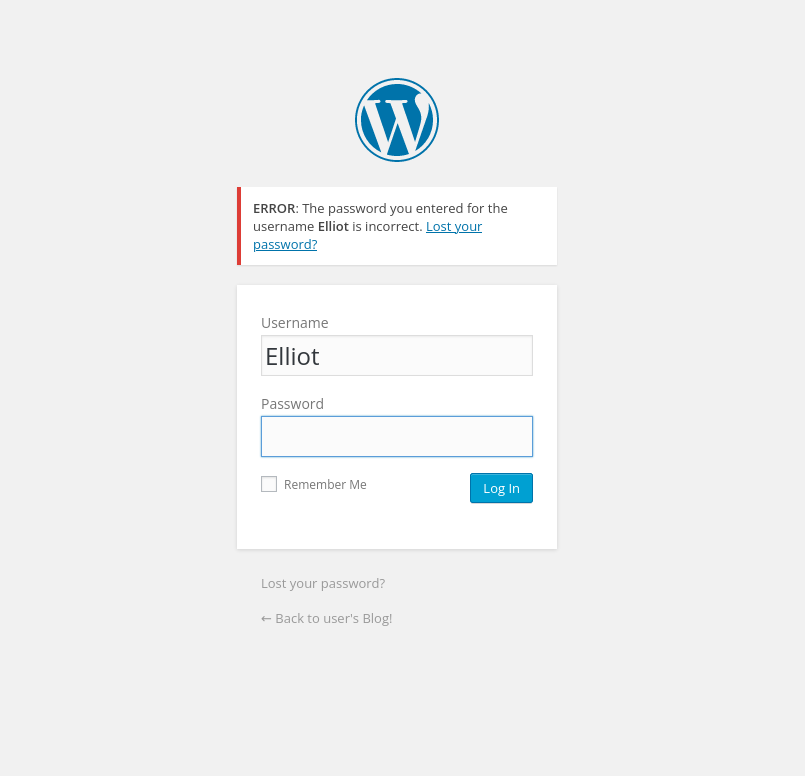 ERROR: The password you entered for the
username Elliot is incorrect. Lost your
password?
Username
Elliot
Password
Remember Me
Log In
Lost your password?
← Back to user's Blog!